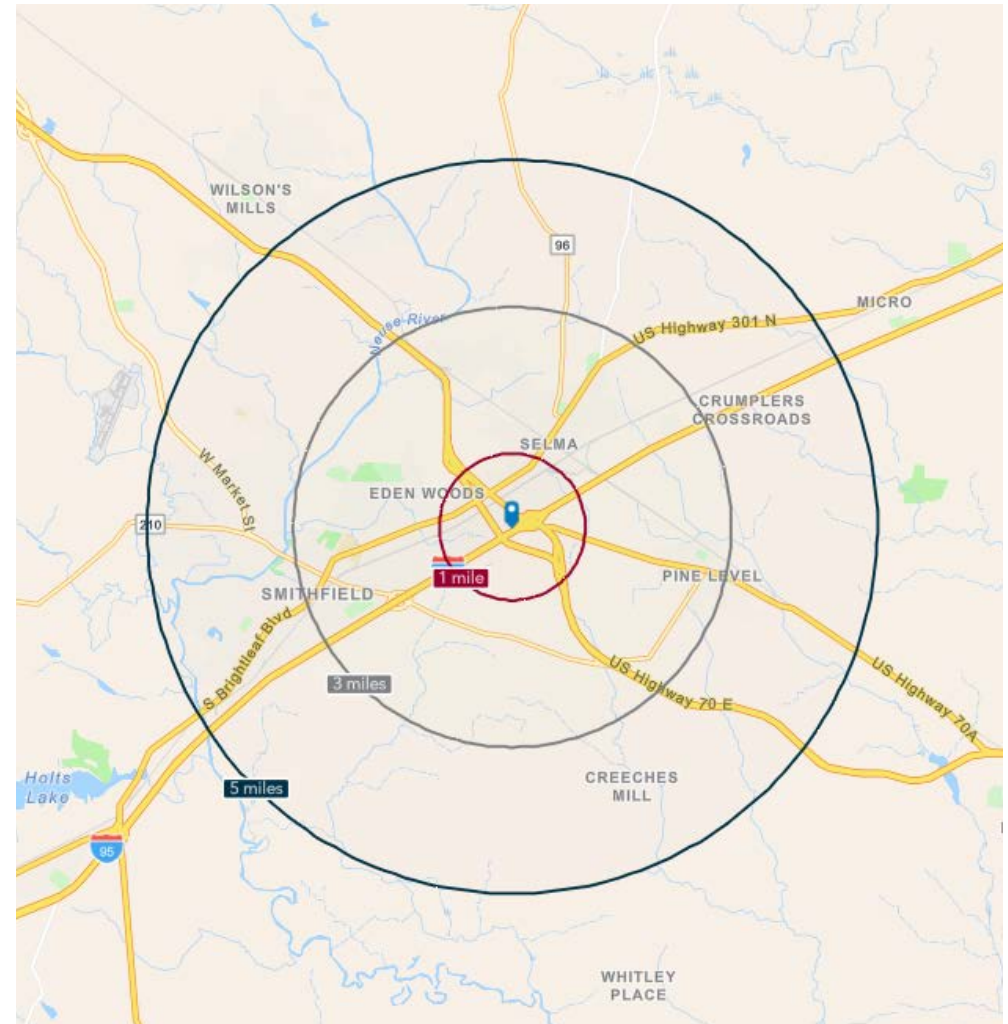 WILSON'S
MILLS
96
Neuse River
MICRO
US Highway 301 N
CRUMPLERS
CROSSROADS
SELMA
W Market St
EDEN WOODS
210
1 mile
PINE LEVEL
SMITHFIELD
S Brightleaf Blvd
3 miles
US Highway 70 E
US Highway 70A
Holts
Lake
5 miles
CREECHES
MILL
95
WHITLEY
PLACE